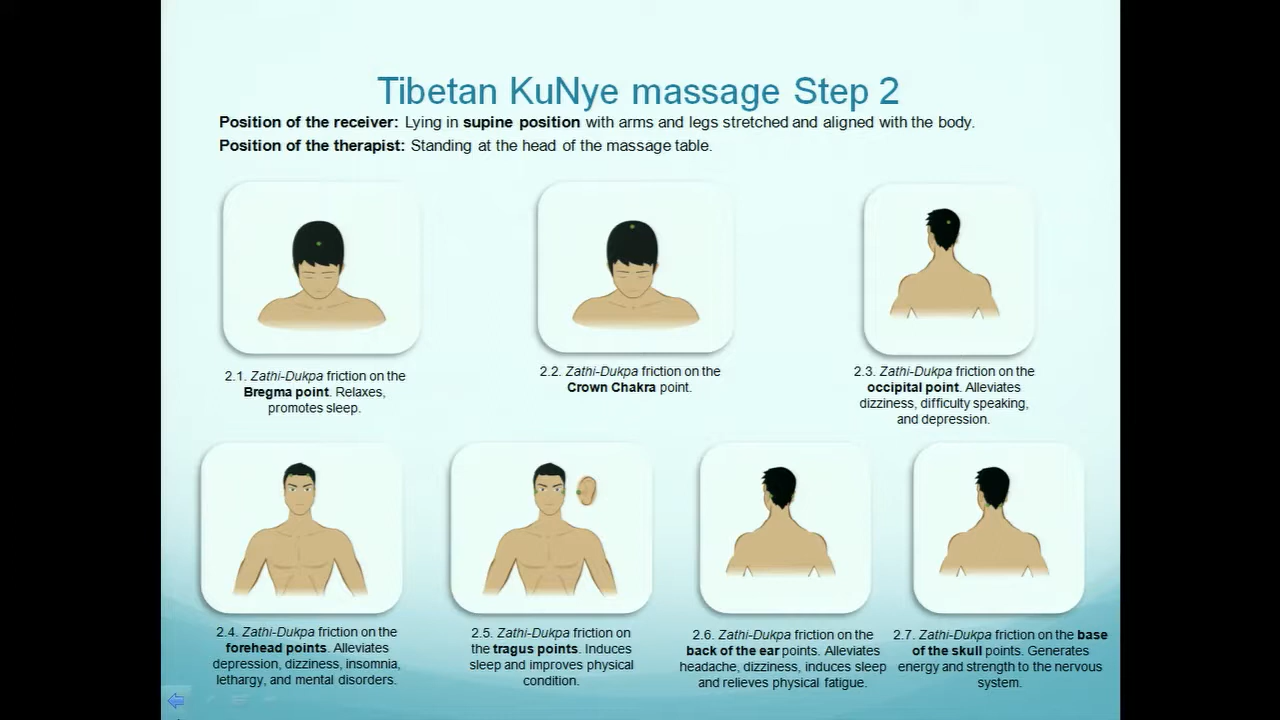 Tibetan KuNye massage Step 2
Position of the receiver: Lying in supine position with arms and legs stretched and aligned with the body.
Position of the therapist: Standing at the head of the massage table.
2.1. Zathi-Dukpa friction on the
Bregma point. Relaxes,
promotes sleep.
2.2. Zathi-Dukpa friction on the
Crown Chakra point.
2.3. Zathi-Dukpa friction on the
occipital point. Alleviates
dizziness, difficulty speaking,
and depression.
2.4. Zathi-Dukpa friction on the
forehead points. Alleviates
depression, dizziness, insomnia,
lethargy, and mental disorders.
2.5. Zathi-Dukpa friction on
the tragus points. Induces
sleep and improves physical
condition.
2.6. Zathi-Dukpa friction on the
back of the ear points. Alleviates
headache, dizziness, induces sleep
and relieves physical fatigue.
2.7. Zathi-Dukpa friction on the base
of the skull points. Generates
energy and strength to the nervous
system.